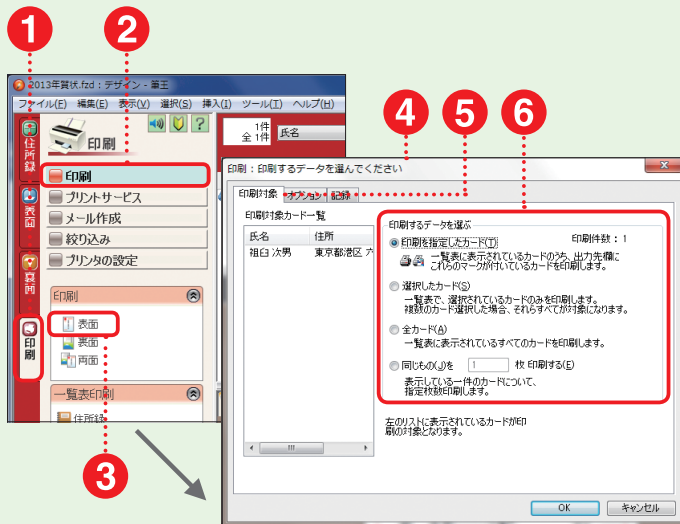 1
2
2013年賀状.fzd : デザイン - 筆王
ファイル(F) 編集(E) 表示(V) 選択(S) 挿入(I) ツール(T) ヘルプ(H)
住所録
表面
裏面
印刷
印刷
?
1件
全 1件
氏名
印刷
プリントサービス
メール作成
絞り込み
プリンタの設定
印刷
表面
裏面
両面
一覧表印刷
住所録
3
4
5
6
印刷 : 印刷するデータを選んでください
印刷対象 オプション 記録
印刷対象カード一覧
氏名 住所
祖臼 次男 東京都港区 六
印刷するデータを選ぶ
印刷を指定したカード(T) 印刷件数 : 1
一覧表に表示されているカードのうち、出力先欄に
これらのマークが付いているカードを印刷します。
選択したカード(S)
一覧表で、選択されているカードのみを印刷します。
複数のカード選択した場合、それらすべてが対象になります。
全カード(A)
一覧表に表示されているすべてのカードを印刷します。
同じもの(J)を 1 枚 印刷する(E)
表示している一件のカードについて、
指定枚数印刷します。
左のリストに表示されているカードが印
刷の対象となります。
OK キャンセル